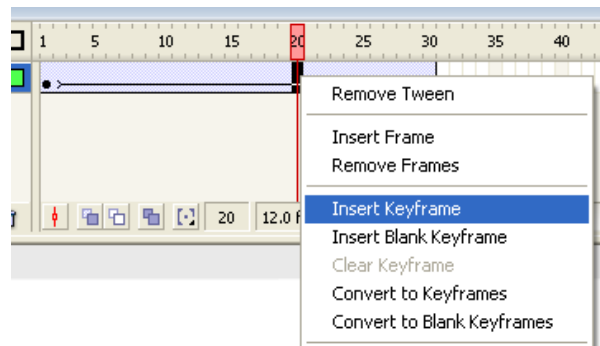 1 5 10 15 20 25 30 35 40
Remove Tween
Insert Frame
Remove Frames
Insert Keyframe
Insert Blank Keyframe
Clear Keyframe
Convert to Keyframes
Convert to Blank Keyframes
20 12.0 f